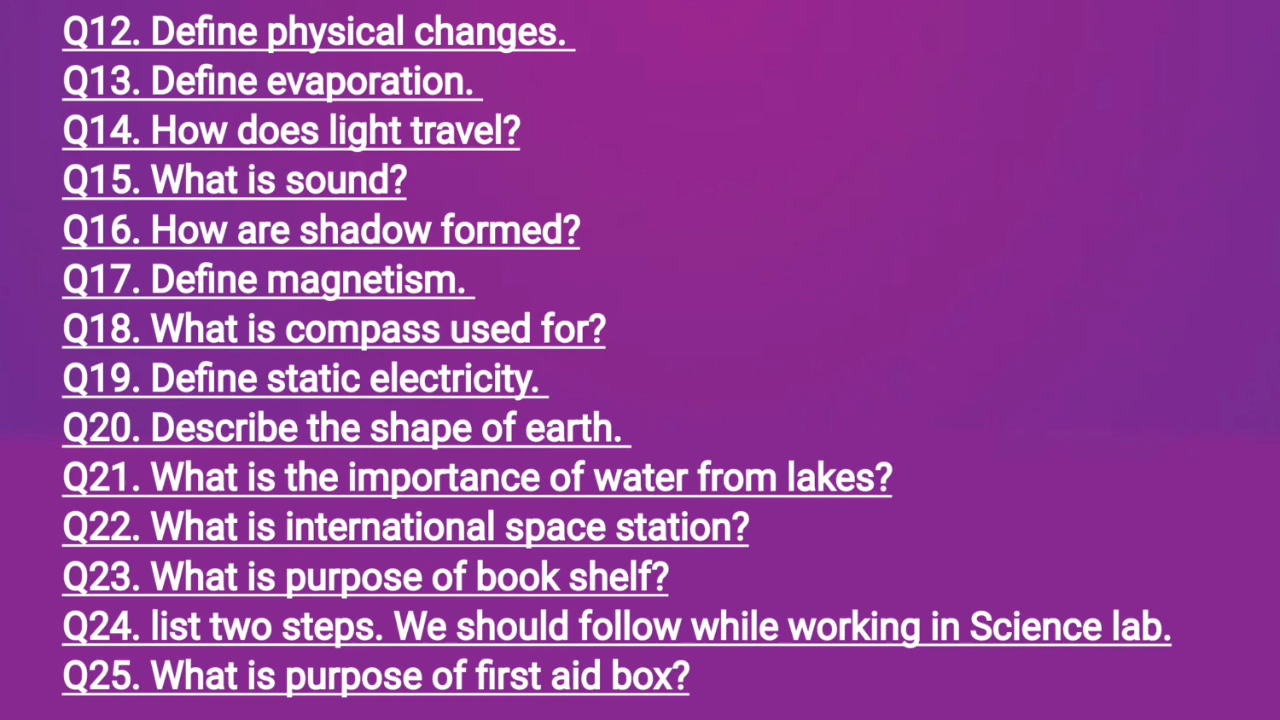 Q12. Define physical changes.
Q13. Define evaporation.
Q14. How does light travel?
Q15. What is sound?
Q16. How are shadow formed?
Q17. Define magnetism.
Q18. What is compass used for?
Q19. Define static electricity.
Q20. Describe the shape of earth.
Q21. What is the importance of water from lakes?
Q22. What is international space station?
Q23. What is purpose of book shelf?
Q24. list two steps. We should follow while working in Science lab.
Q25. What is purpose of first aid box?